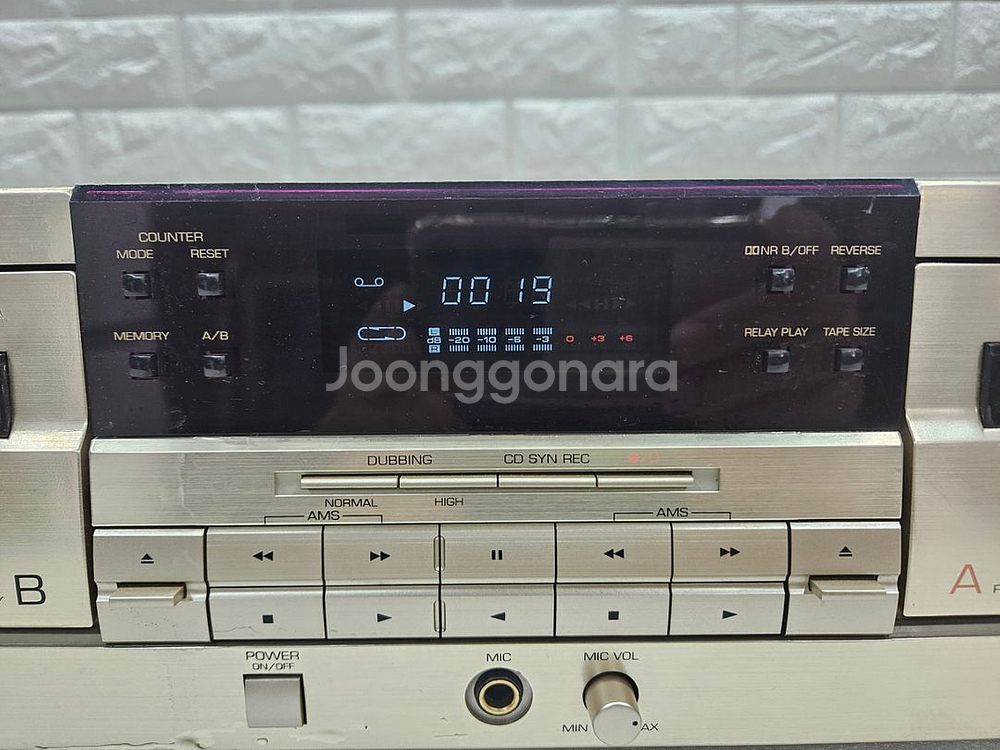 COUNTER
MODE RESET
NR B/OFF REVERSE
0019
MEMORY A/B
L
dB -20 -10 -6 -3 0 +3 +6
R
RELAY PLAY TAPE SIZE
Joonggonara
DUBBING CD SYN REC
NORMAL HIGH
AMS AMS
B
A
POWER
ON/OFF
MIC MIC VOL
MIN AX